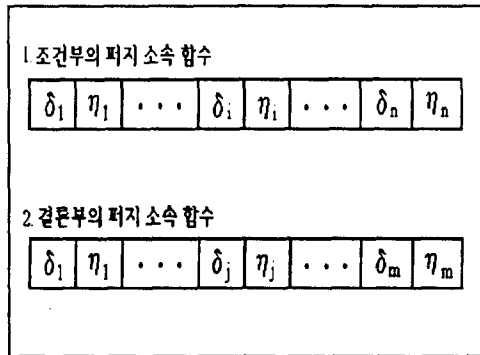 1. 조건부의 퍼지 소속 함수
δ₁ η₁ · · · δᵢ ηᵢ · · · δₙ ηₙ
2. 결론부의 퍼지 소속 함수
δ₁ η₁ · · · δⱼ ηⱼ · · · δₘ ηₘ